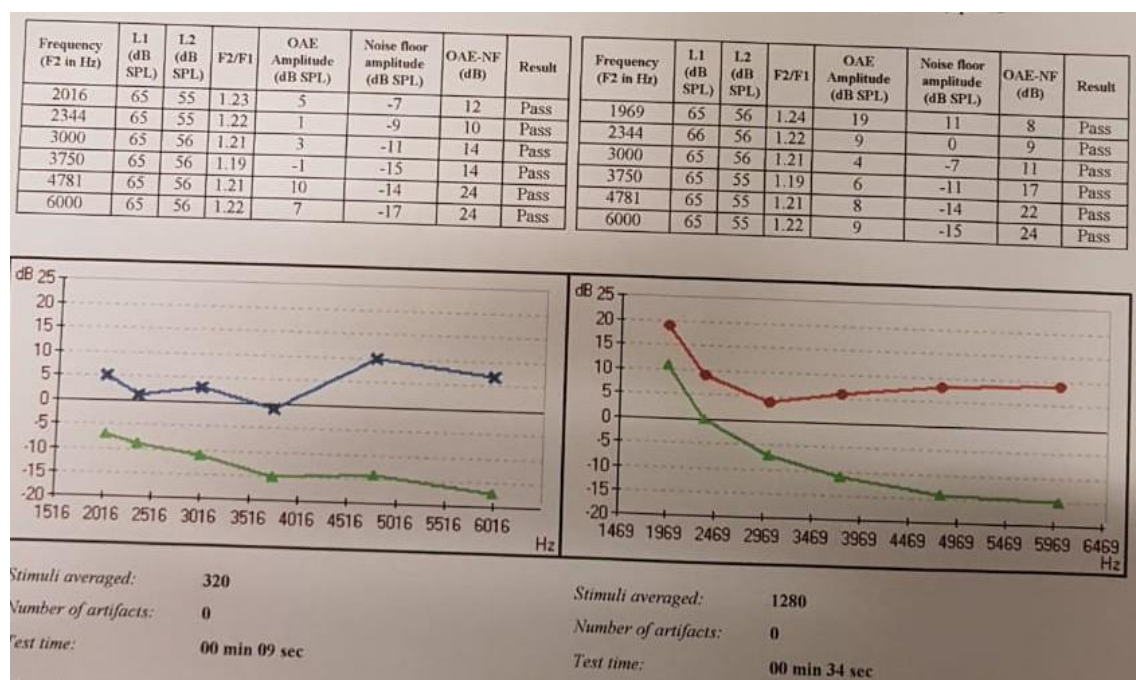 Frequency (F2 in Hz) L1 (dB SPL) L2 (dB SPL) F2/F1 OAE Amplitude (dB SPL) Noise floor amplitude (dB SPL) OAE-NF (dB) Result
2016 65 55 1.23 5 -7 12 Pass
2344 65 55 1.22 1 -9 10 Pass
3000 65 56 1.21 3 -11 14 Pass
3750 65 56 1.19 -1 -15 14 Pass
4781 65 56 1.21 10 -14 24 Pass
6000 65 56 1.22 7 -17 24 Pass
Frequency (F2 in Hz) L1 (dB SPL) L2 (dB SPL) F2/F1 OAE Amplitude (dB SPL) Noise floor amplitude (dB SPL) OAE-NF (dB) Result
1969 65 56 1.24 19 11 8 Pass
2344 66 56 1.22 9 0 9 Pass
3000 65 56 1.21 4 -7 11 Pass
3750 65 55 1.19 6 -11 17 Pass
4781 65 55 1.21 8 -14 22 Pass
6000 65 55 1.22 9 -15 24 Pass
dB 25
20
15
10
5
0
-5
-10
-15
-20
1516 2016 2516 3016 3516 4016 4516 5016 5516 6016
Hz
dB 25
20
15
10
5
0
-5
-10
-15
-20
1469 1969 2469 2969 3469 3969 4469 4969 5469 5969 6469
Hz
Stimuli averaged: 320
Number of artifacts: 0
Test time: 00 min 09 sec
Stimuli averaged: 1280
Number of artifacts: 0
Test time: 00 min 34 sec